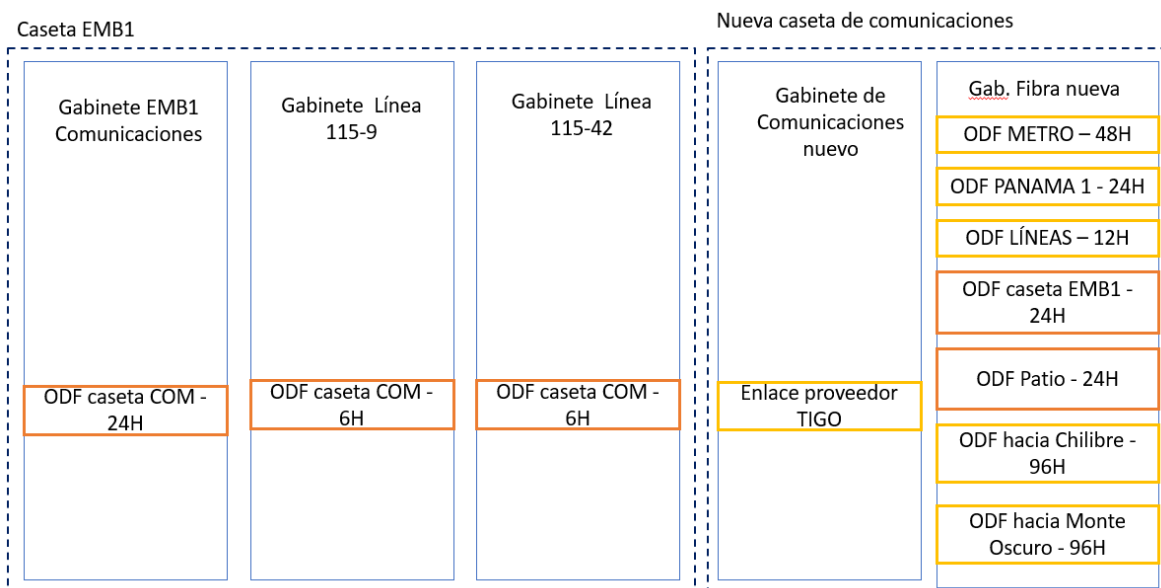 Caseta EMB1
Gabinete EMB1
Comunicaciones
ODF caseta COM -
24H
Gabinete  Línea
115-9
ODF caseta COM -
6H
Gabinete  Línea
115-42
ODF caseta COM -
6H
Nueva caseta de comunicaciones
Gabinete de
Comunicaciones
nuevo
Enlace proveedor
TIGO
Gab. Fibra nueva
ODF METRO – 48H
ODF PANAMA 1 - 24H
ODF LÍNEAS – 12H
ODF caseta EMB1 -
24H
ODF Patio - 24H
ODF hacia Chilibre -
96H
ODF hacia Monte
Oscuro - 96H